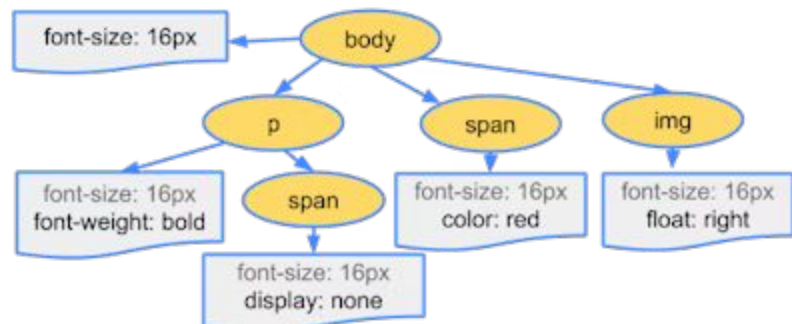 font-size: 16px
body
p
span
img
font-size: 16px
font-weight: bold
span
font-size: 16px
color: red
font-size: 16px
float: right
font-size: 16px
display: none